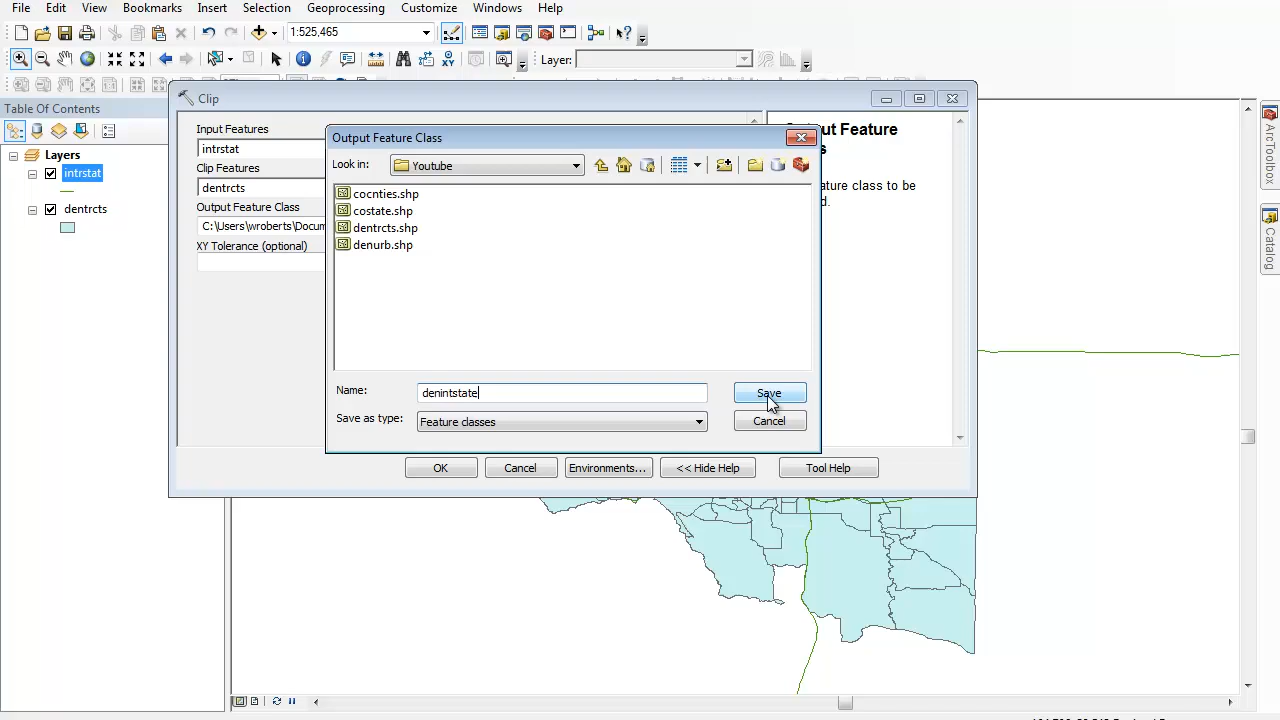 File Edit View Bookmarks Insert Selection Geoprocessing Customize Windows Help
1:525,465
Layer:
Table Of Contents
Layers
intrstat
dentrcts
Clip
Input Features
intrstat
Clip Features
dentrcts
Output Feature Class
C:\Users\wroberts\Docum
XY Tolerance (optional)
Output Feature Class
Look in: Youtube
cocnties.shp
costate.shp
dentrcts.shp
denurb.shp
Name: denintstate Save
Save as type: Feature classes Cancel
utput Feature
s
ature class to be
d.
OK Cancel Environments... << Hide Help Tool Help
ArcToolbox
Catalog